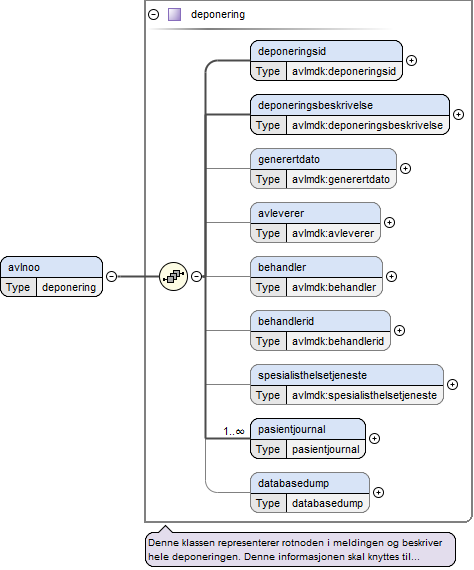 deponering
deponeringsid
Type avlmdk:deponeringsid
deponeringsbeskrivelse
Type avlmdk:deponeringsbeskrivelse
generertdato
Type avlmdk:generertdato
avleverer
Type avlmdk:avleverer
avlnoo
Type deponering
behandler
Type avlmdk:behandler
behandlerid
Type avlmdk:behandlerid
spesialisthelsetjeneste
Type avlmdk:spesialisthelsetjeneste
1..∞
pasientjournal
Type pasientjournal
databasedump
Type databasedump
Denne klassen representerer rotnoden i meldingen og beskriver
hele deponeringen. Denne informasjonen skal knyttes til...